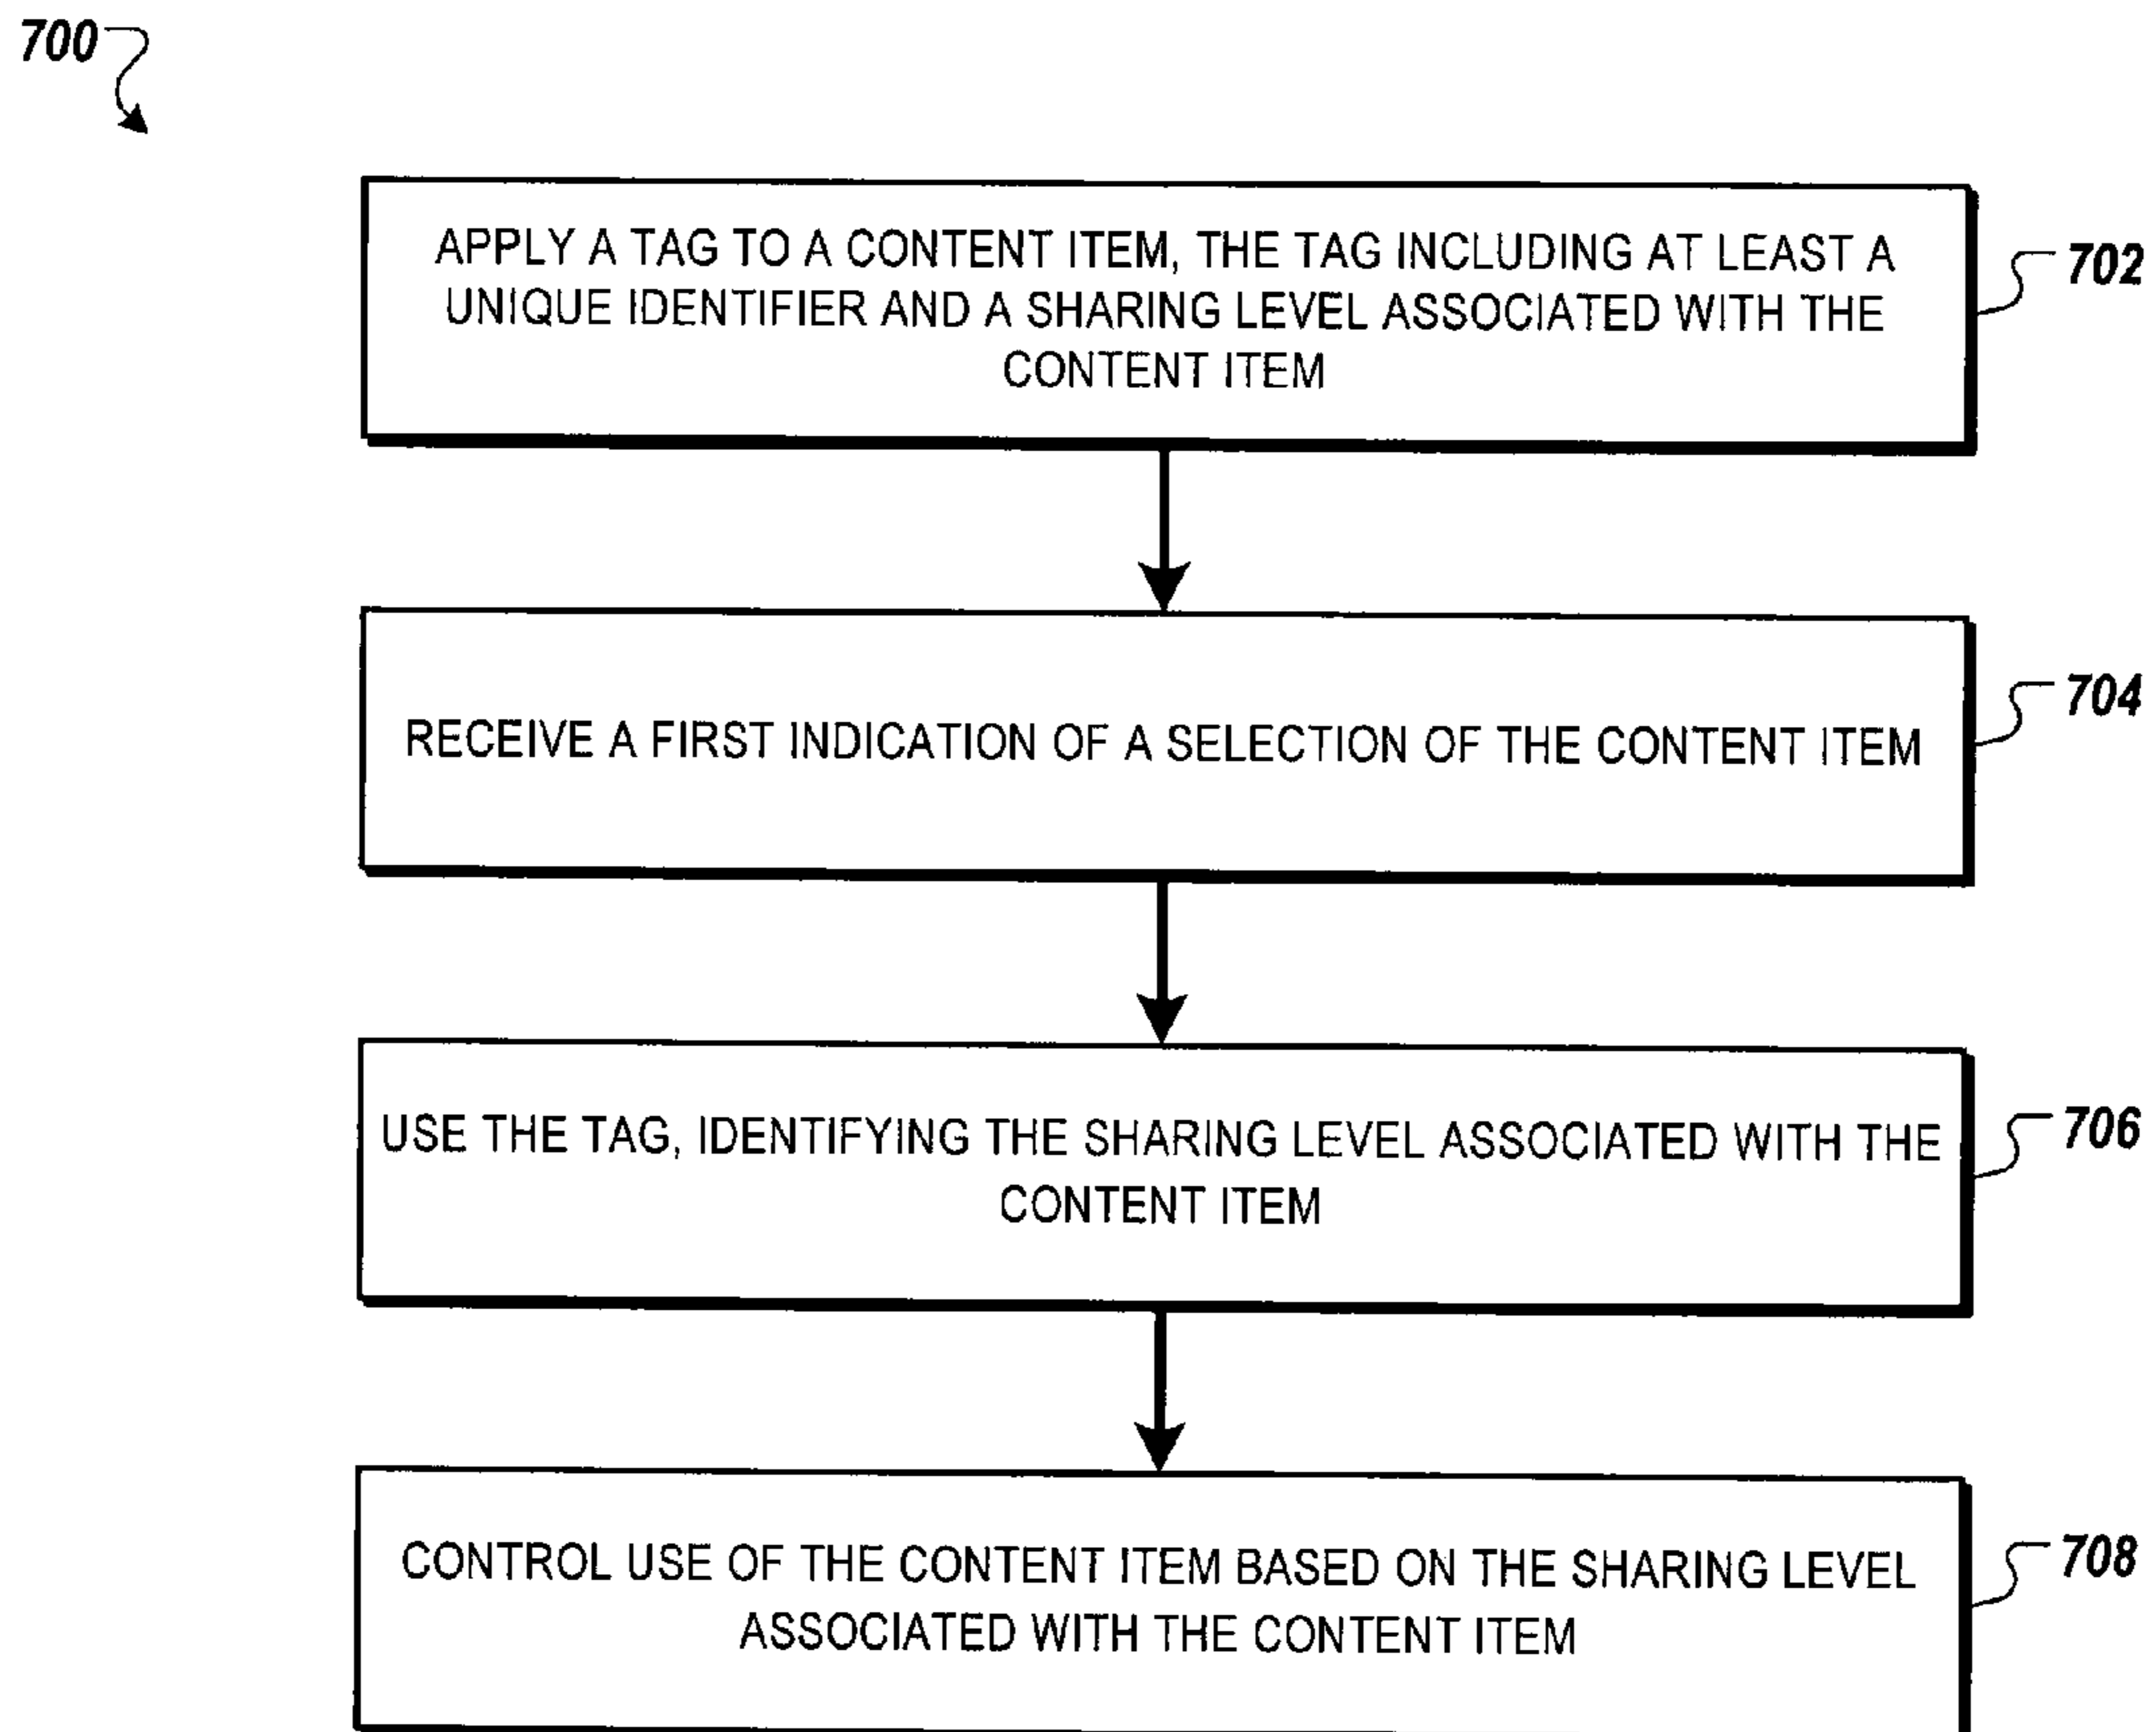 700
APPLY A TAG TO A CONTENT ITEM, THE TAG INCLUDING AT LEAST A
UNIQUE IDENTIFIER AND A SHARING LEVEL ASSOCIATED WITH THE
CONTENT ITEM
702
RECEIVE A FIRST INDICATION OF A SELECTION OF THE CONTENT ITEM
704
USE THE TAG, IDENTIFYING THE SHARING LEVEL ASSOCIATED WITH THE
CONTENT ITEM
706
CONTROL USE OF THE CONTENT ITEM BASED ON THE SHARING LEVEL
ASSOCIATED WITH THE CONTENT ITEM
708